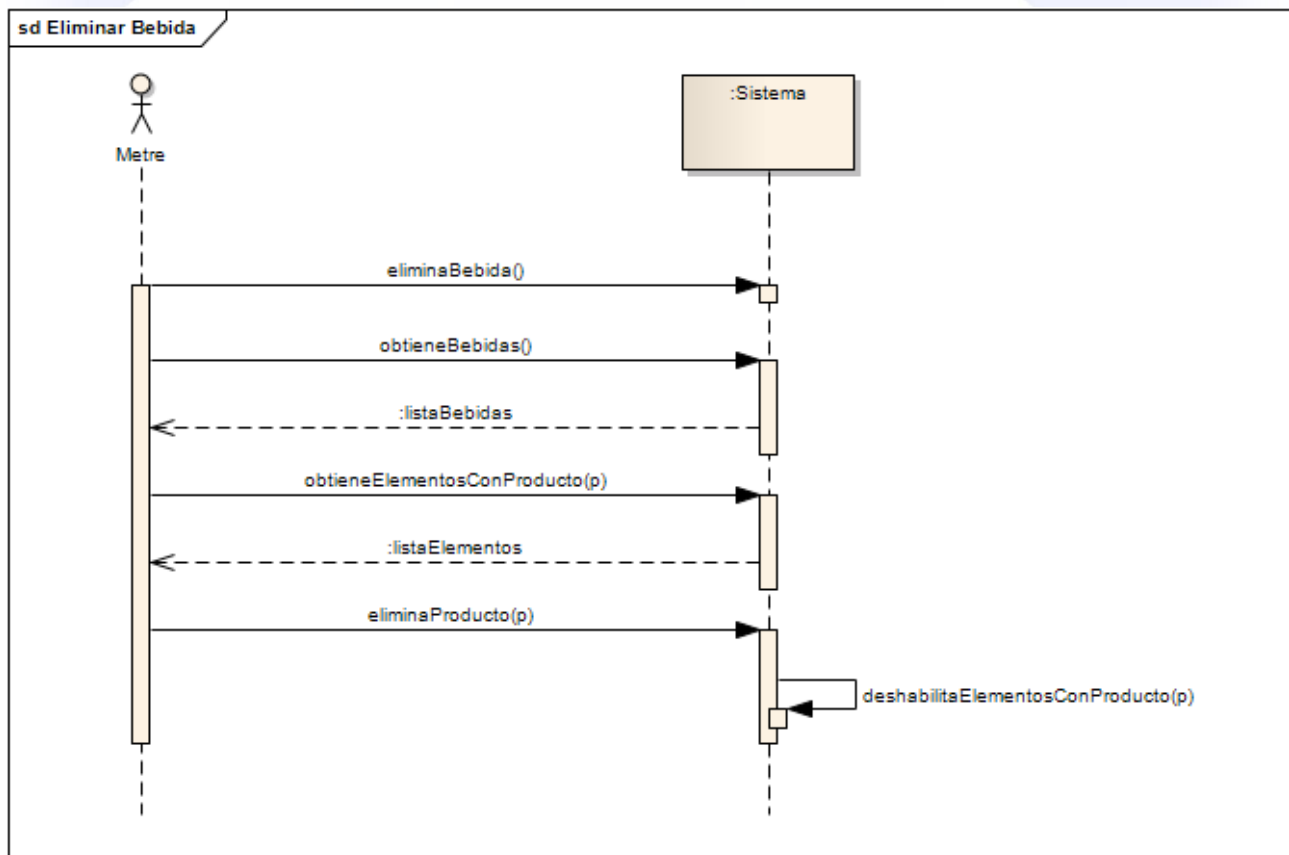 sd Eliminar Bebida
Metre
:Sistema
eliminaBebida()
obtieneBebidas()
:listaBebidas
obtieneElementosConProducto(p)
:listaElementos
eliminaProducto(p)
deshabilitaElementosConProducto(p)